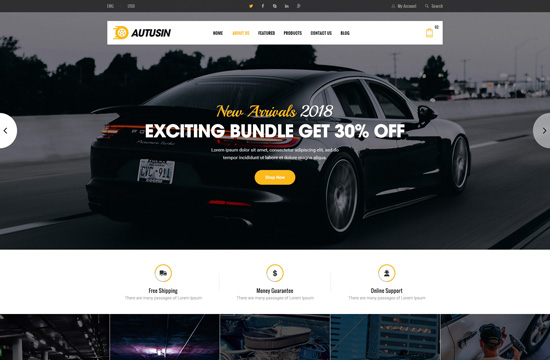 ENG USD My Account Search
AUTUSIN HOME ABOUT US FEATURED PRODUCTS CONTACT US BLOG
New Arrivals 2018
EXCITING BUNDLE GET 30% OFF
Lorem ipsum dolor sit amet, consectetur adipiscing elit, sed do
tempor incididunt ut labore et dolore magna aliqua.
Shop Now
Free Shipping Money Guarantee Online Support
There are many passages of Lorem Ipsum There are many passages of Lorem Ipsum There are many passages of Lorem Ipsum